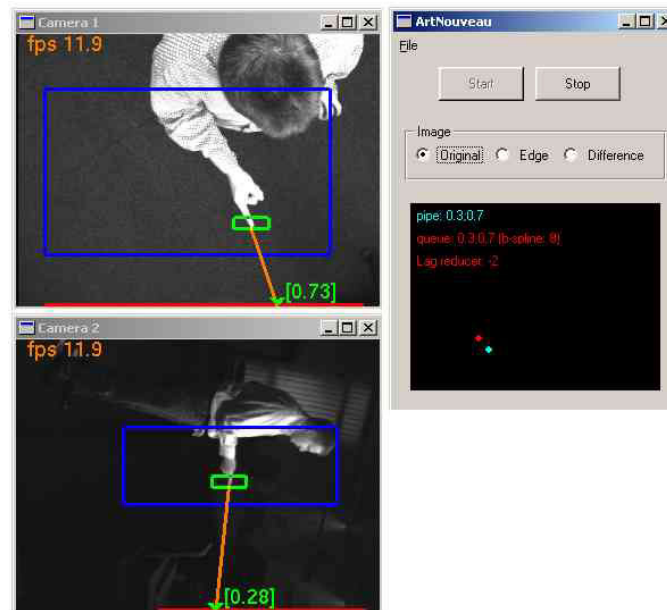 Camera 1
fps 11.9
[0.73]
Camera 2
fps 11.9
[0.28]
ArtNouveau
File
Start
Stop
Image
Original
Edge
Difference
pipe: 0.3;0.7
queue: 0.3;0.7 (b-spline: 8)
Lag reducer: -2